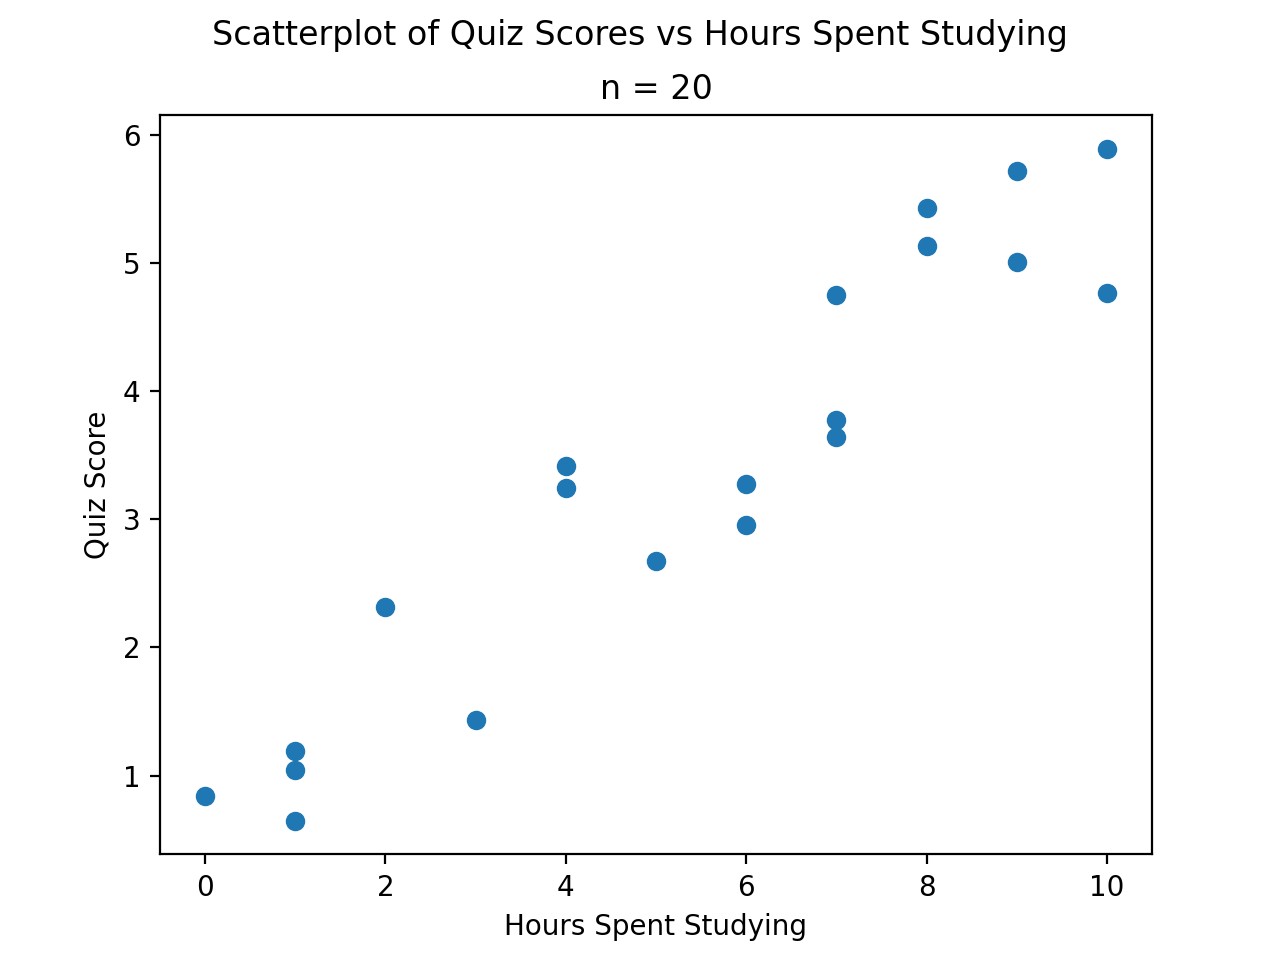 Scatterplot of Quiz Scores vs Hours Spent Studying
n = 20
6
5
4
3
2
1
Quiz Score
0 2 4 6 8 10
Hours Spent Studying